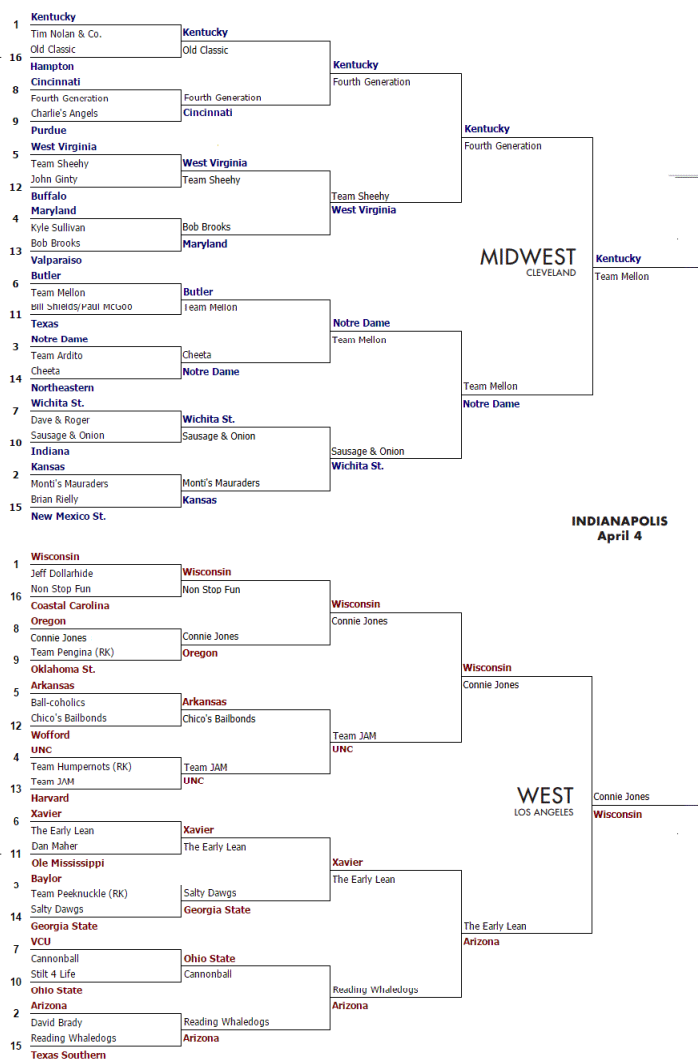 1
Kentucky
Tim Nolan & Co.
Old Classic
16
Hampton
Cincinnati
8
Fourth Generation
Charlie's Angels
9
Purdue
West Virginia
5
Team Sheehy
John Ginty
12
Buffalo
Maryland
4
Kyle Sullivan
Bob Brooks
13
Valparaiso
Butler
6
Team Mellon
Bill Shields/Paul McGoo
11
Texas
Notre Dame
3
Team Ardito
Cheeta
14
Northeastern
Wichita St.
7
Dave & Roger
Sausage & Onion
10
Indiana
Kansas
2
Monti's Mauraders
Brian Rielly
15
New Mexico St.
Kentucky
Old Classic
Fourth Generation
Cincinnati
West Virginia
Team Sheehy
Bob Brooks
Maryland
Butler
Team Mellon
Cheeta
Notre Dame
Wichita St.
Sausage & Onion
Monti's Mauraders
Kansas
Kentucky
Fourth Generation
Team Sheehy
West Virginia
Notre Dame
Team Mellon
Sausage & Onion
Wichita St.
Kentucky
Fourth Generation
Team Mellon
Notre Dame
MIDWEST
CLEVELAND
Kentucky
Team Mellon
INDIANAPOLIS
April 4
Wisconsin
1
Jeff Dollarhide
Non Stop Fun
16
Coastal Carolina
Oregon
8
Connie Jones
Team Pengina (RK)
9
Oklahoma St.
Arkansas
5
Ball-coholics
Chico's Bailbonds
12
Wofford
UNC
4
Team Humpernots (RK)
Team JAM
13
Harvard
Xavier
6
The Early Lean
Dan Maher
11
Ole Mississippi
Baylor
3
Team Peeknuckle (RK)
Salty Dawgs
14
Georgia State
VCU
7
Cannonball
Stilt 4 Life
10
Ohio State
Arizona
2
David Brady
Reading Whaledogs
15
Texas Southern
Wisconsin
Non Stop Fun
Connie Jones
Oregon
Arkansas
Chico's Bailbonds
Team JAM
UNC
Xavier
The Early Lean
Salty Dawgs
Georgia State
Ohio State
Cannonball
Reading Whaledogs
Arizona
Wisconsin
Connie Jones
Team JAM
UNC
Xavier
The Early Lean
Reading Whaledogs
Arizona
Wisconsin
Connie Jones
The Early Lean
Arizona
WEST
LOS ANGELES
Connie Jones
Wisconsin